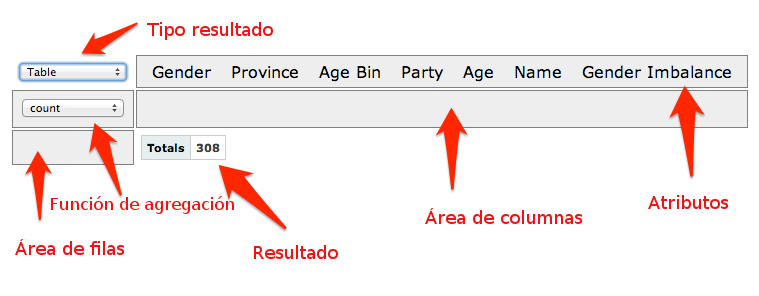 Tipo resultado
Table
Gender Province Age Bin Party Age Name Gender Imbalance
count
Totals 308
Función de agregación
Área de columnas
Atributos
Área de filas
Resultado